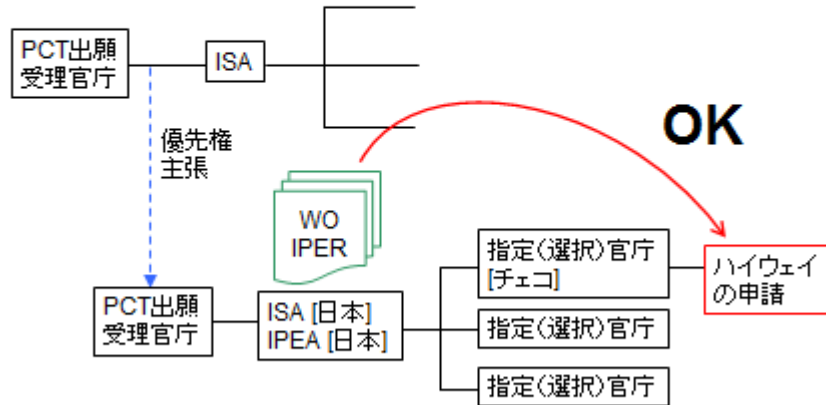 PCT出願
受理官庁
ISA
OK
優先権
主張
WO
IPER
指定(選択)官庁
[チェコ]
ハイウェイ
の申請
PCT出願
受理官庁
ISA [日本]
IPEA [日本]
指定(選択)官庁
指定(選択)官庁